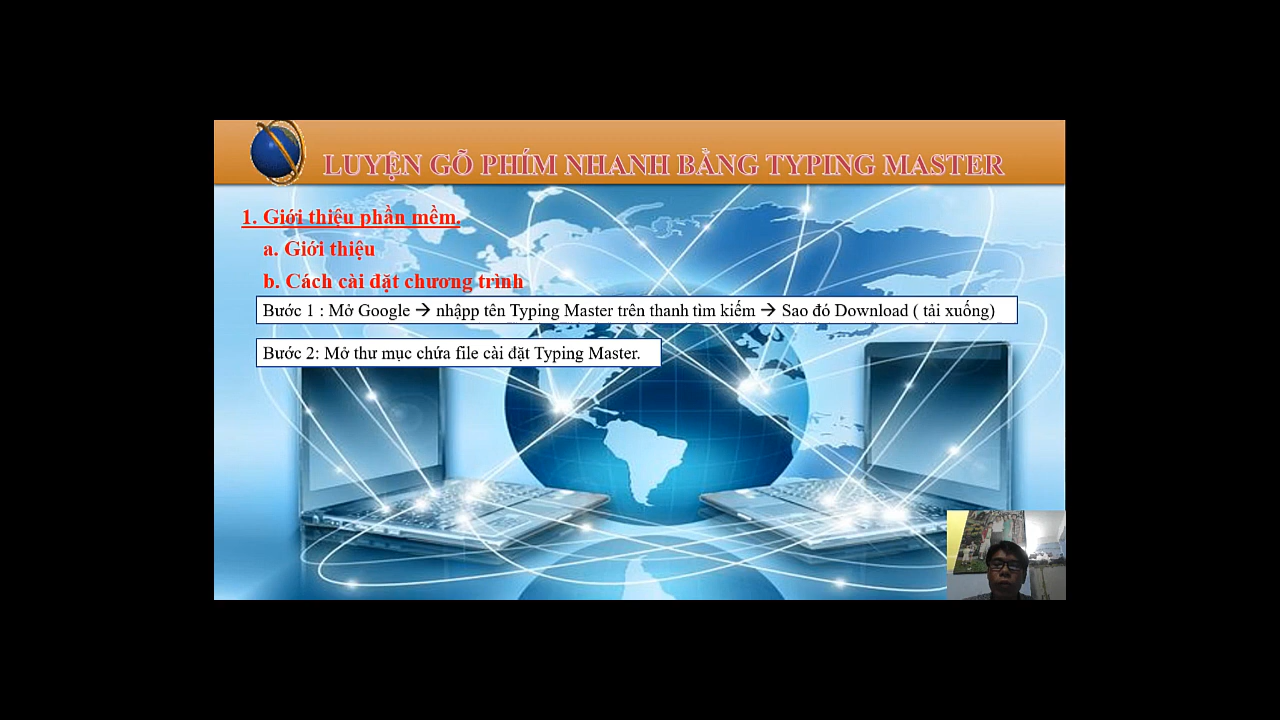 LUYỆN GÕ PHÍM NHANH BẰNG TYPING MASTER
1. Giới thiệu phần mềm.
a. Giới thiệu
b. Cách cài đặt chương trình
Bước 1 : Mở Google → nhậpp tên Typing Master trên thanh tìm kiếm → Sao đó Download ( tải xuống)
Bước 2: Mở thư mục chứa file cài đặt Typing Master.